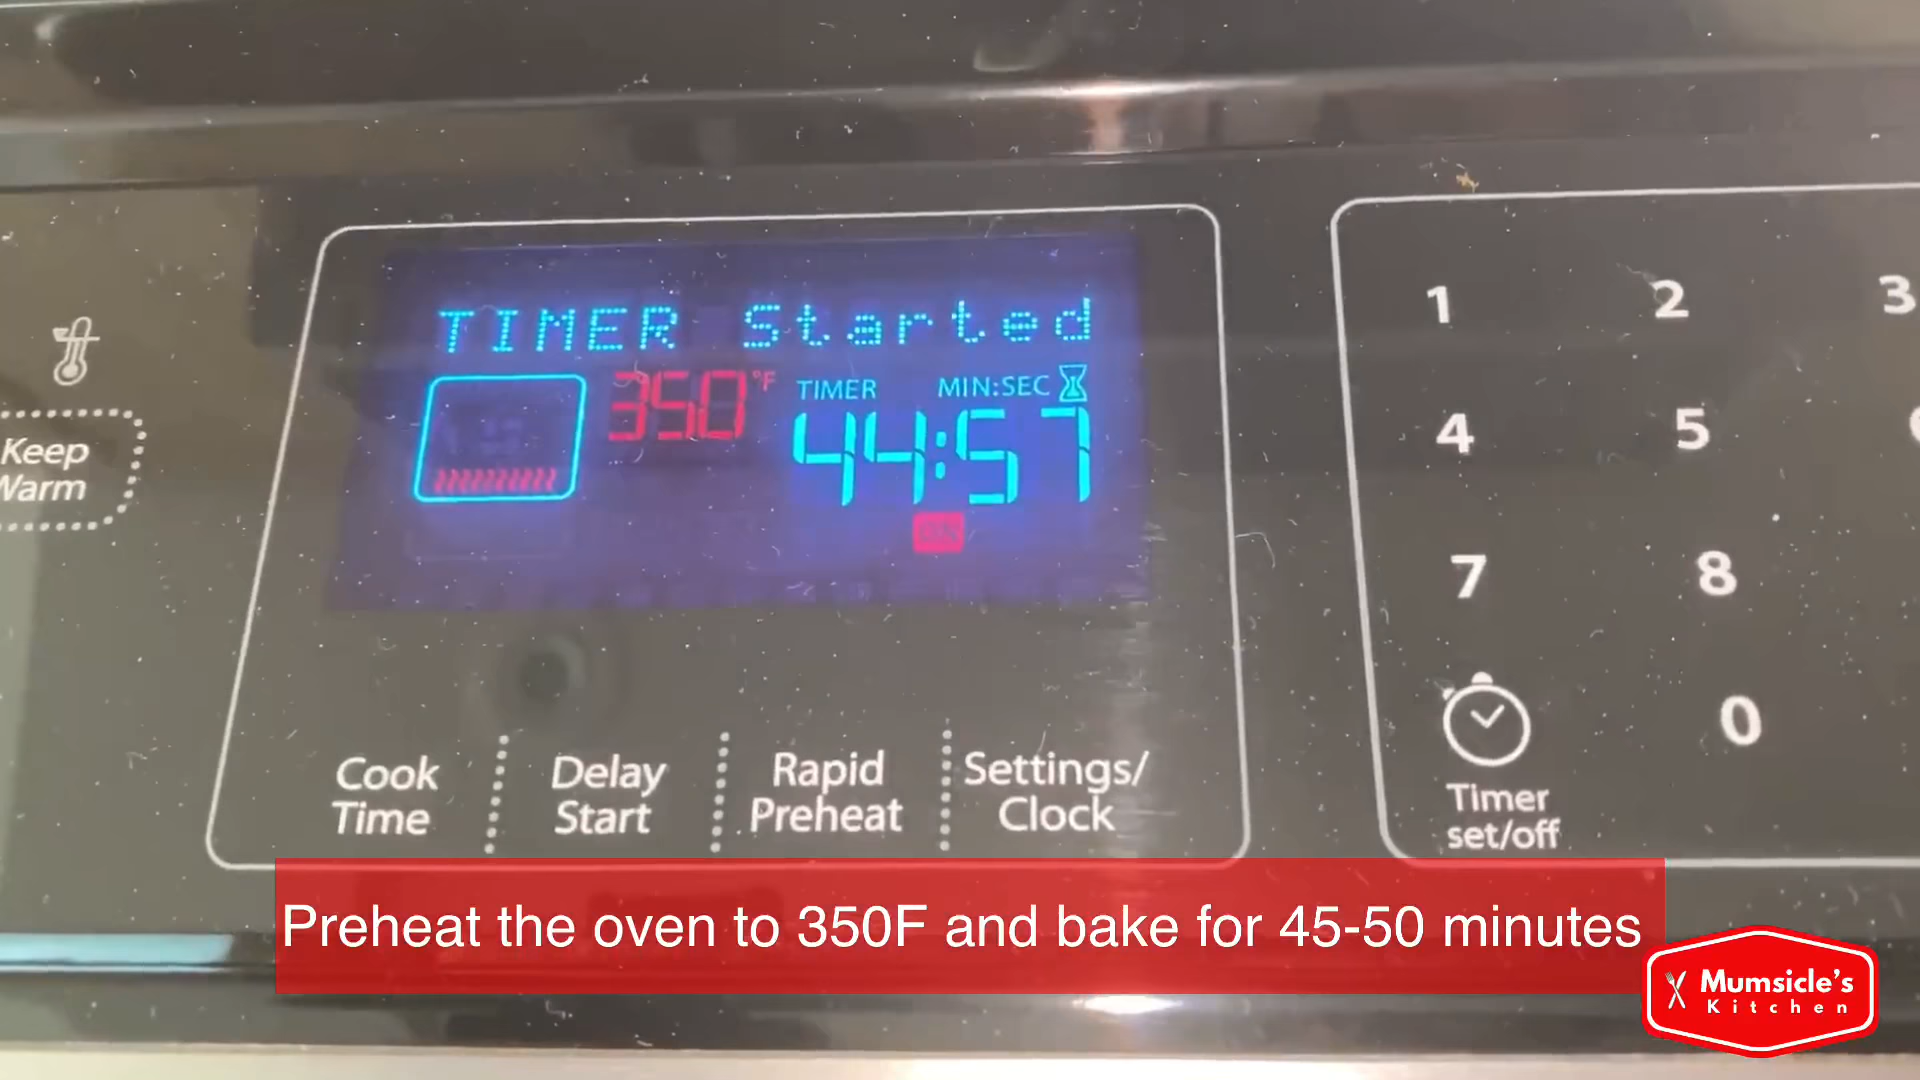 TIMER Started
350°F
TIMER MIN:SEC
44:57
ON
Keep
Warm
Cook
Time
Delay
Start
Rapid
Preheat
Settings/
Clock
1 2 3
4 5
7 8
0
Timer
set/off
Preheat the oven to 350F and bake for 45-50 minutes
Mumsicle's
Kitchen